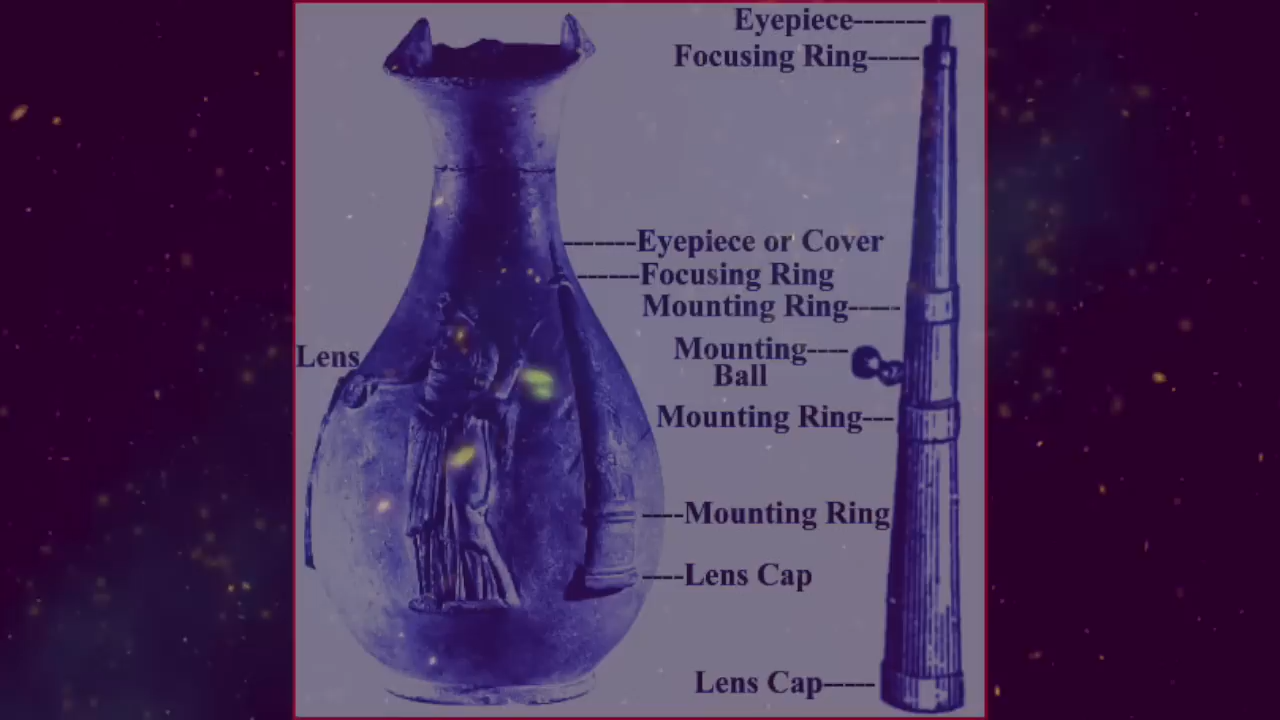 Eyepiece-------
Focusing Ring-----
-------Eyepiece or Cover
------Focusing Ring
Mounting Ring-----
Mounting----
Ball
Lens
Mounting Ring---
----Mounting Ring
----Lens Cap
Lens Cap-----